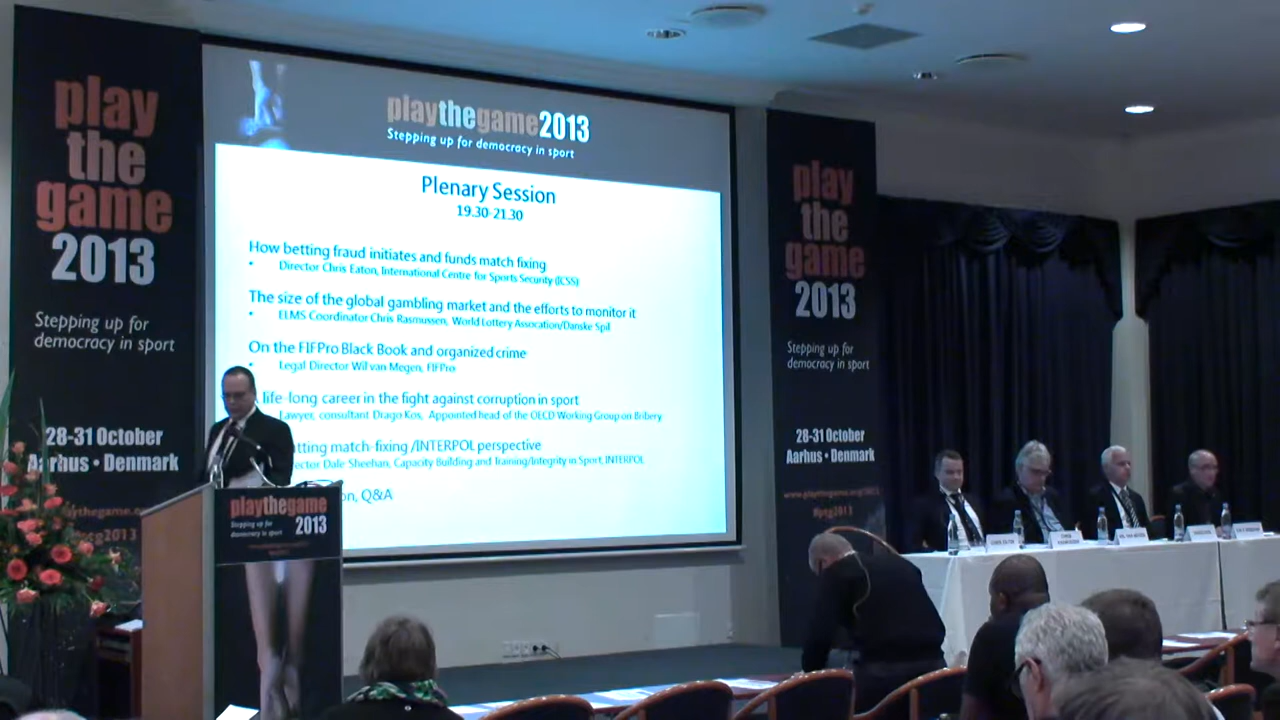 play
the
game
2013
Stepping up for
democracy in sport
28-31 October
Aarhus • Denmark
playthegame2013
Stepping up for democracy in sport
Plenary Session
19.30-21.30
How betting fraud initiates and funds match fixing
• Director Chris Eaton, International Centre for Sports Security (ICSS)
The size of the global gambling market and the efforts to monitor it
• ELMS Coordinator Chris Rasmussen, World Lottery Assocation/Danske Spil
On the FIFPro Black Book and organized crime
• Legal Director Wil van Megen, FIFPro
life-long career in the fight against corruption in sport
Lawyer, consultant Drago Kos, Appointed head of the OECD Working Group on Bribery
match-fixing /INTERPOL perspective
Dale Sheehan, Capacity Building and Training/Integrity in Sport, INTERPOL
Q&A
playthegame
2013
Stepping up for
democracy in sport
play
the
game
2013
Stepping up for
democracy in sport
28-31 October
Aarhus • Denmark
#ptg2013